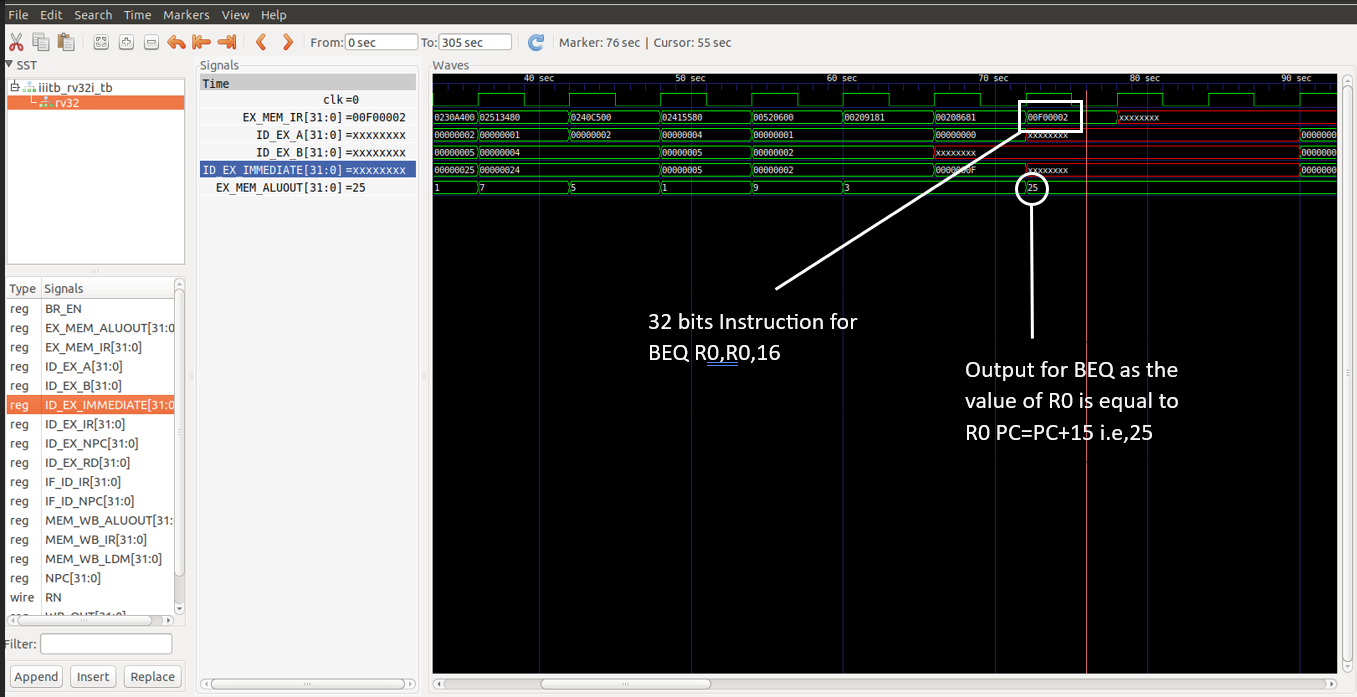 File Edit Search Time Markers View Help
From: 0 sec To: 305 sec Marker: 76 sec | Cursor: 55 sec
SST
iiitb_rv32i_tb
rv32
Type Signals
reg BR_EN
reg EX_MEM_ALUOUT[31:0
reg EX_MEM_IR[31:0]
reg ID_EX_A[31:0]
reg ID_EX_B[31:0]
reg ID_EX_IMMEDIATE[31:0
reg ID_EX_IR[31:0]
reg ID_EX_NPC[31:0]
reg ID_EX_RD[31:0]
reg IF_ID_IR[31:0]
reg IF_ID_NPC[31:0]
reg MEM_WB_ALUOUT[31:
reg MEM_WB_IR[31:0]
reg MEM_WB_LDM[31:0]
reg NPC[31:0]
wire RN
Filter:
Append Insert Replace
Signals
Time
clk=0
EX_MEM_IR[31:0]=00F00002
ID_EX_A[31:0]=xxxxxxxx
ID_EX_B[31:0]=xxxxxxxx
ID_EX_IMMEDIATE[31:0]=xxxxxxxx
EX_MEM_ALUOUT[31:0]=25
Waves
40 sec 50 sec 60 sec 70 sec 80 sec 90 sec
0230A400 02513480 0240C500 02415580 00520600 00209181 00208681 00F00002 xxxxxxxx
00000002 00000001 00000002 00000004 00000001 00000000 xxxxxxxx 0000000
00000005 00000004 00000005 00000002 xxxxxxxx 0000000
00000025 00000024 00000005 00000002 0000000F xxxxxxxx 0000000
1 7 5 1 9 3 25
32 bits Instruction for
BEQ R0,R0,16
Output for BEQ as the
value of R0 is equal to
R0 PC=PC+15 i.e,25